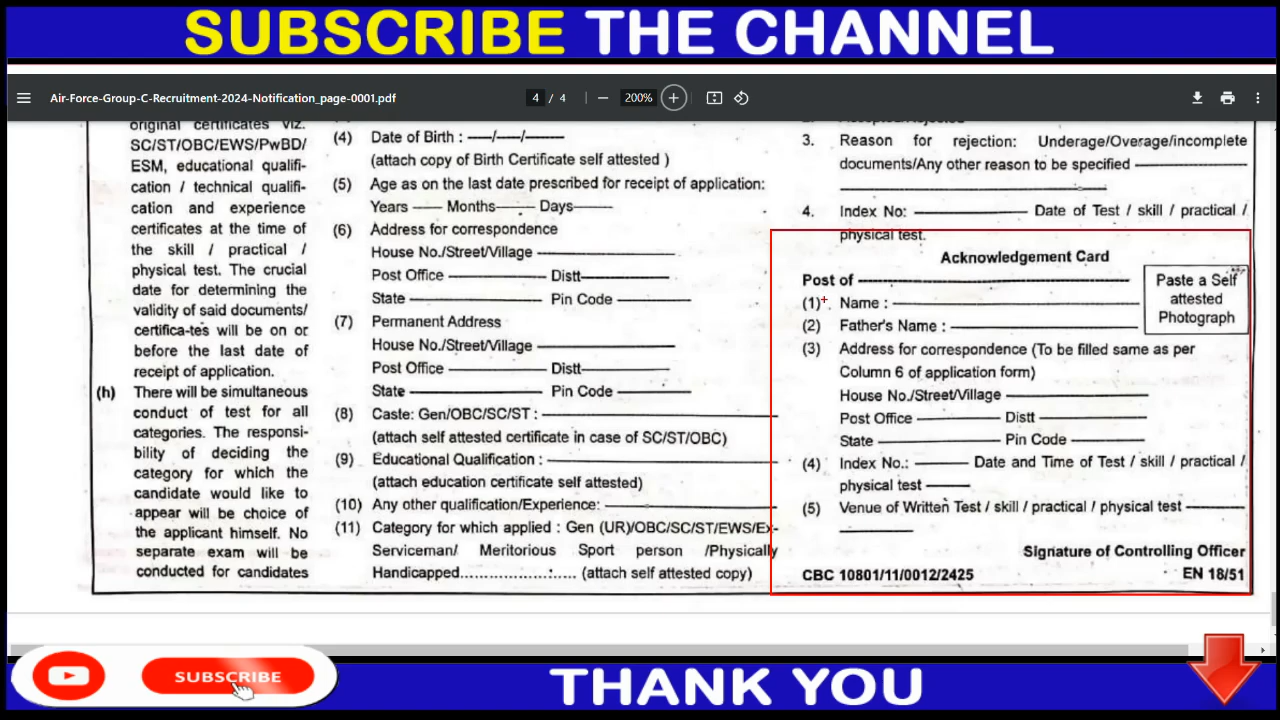 SUBSCRIBE THE CHANNEL
Air-Force-Group-C-Recruitment-2024-Notification_page-0001.pdf
4 / 4
200%
original certificates viz.
SC/ST/OBC/EWS/PwBD/
ESM, educational qualifi-
cation / technical qualifi-
cation and experience
certificates at the time of
the skill / practical /
physical test. The crucial
date for determining the
validity of said documents/
certifica-tes will be on or
before the last date of
receipt of application.
(h) There will be simultaneous
conduct of test for all
categories. The responsi-
bility of deciding the
category for which the
candidate would like to
appear will be choice of
the applicant himself. No
separate exam will be
conducted for candidates
(4) Date of Birth : ----/----/-------
(attach copy of Birth Certificate self attested )
(5) Age as on the last date prescribed for receipt of application:
Years ---- Months---- Days----
(6) Address for correspondence
House No./Street/Village
Post Office Distt
State Pin Code
(7) Permanent Address
House No./Street/Village
Post Office Distt
State Pin Code
(8) Caste: Gen/OBC/SC/ST :
(attach self attested certificate in case of SC/ST/OBC)
(9) Educational Qualification :
(attach education certificate self attested)
(10) Any other qualification/Experience:
(11) Category for which applied : Gen (UR)/OBC/SC/ST/EWS/Ex-
Serviceman/ Meritorious Sport person /Physically
Handicapped........................ (attach self attested copy)
3. Reason for rejection: Underage/Overage/incomplete
documents/Any other reason to be specified
4. Index No: Date of Test / skill / practical /
physical test.
Acknowledgement Card
Post of
(1) Name :
(2) Father's Name :
(3) Address for correspondence (To be filled same as per
Column 6 of application form)
House No./Street/Village
Post Office Distt
State Pin Code
(4) Index No.: Date and Time of Test / skill / practical /
physical test
(5) Venue of Written Test / skill / practical / physical test
Signature of Controlling Officer
CBC 10801/11/0012/2425 EN 18/51
Paste a Self
attested
Photograph
SUBSCRIBE
THANK YOU